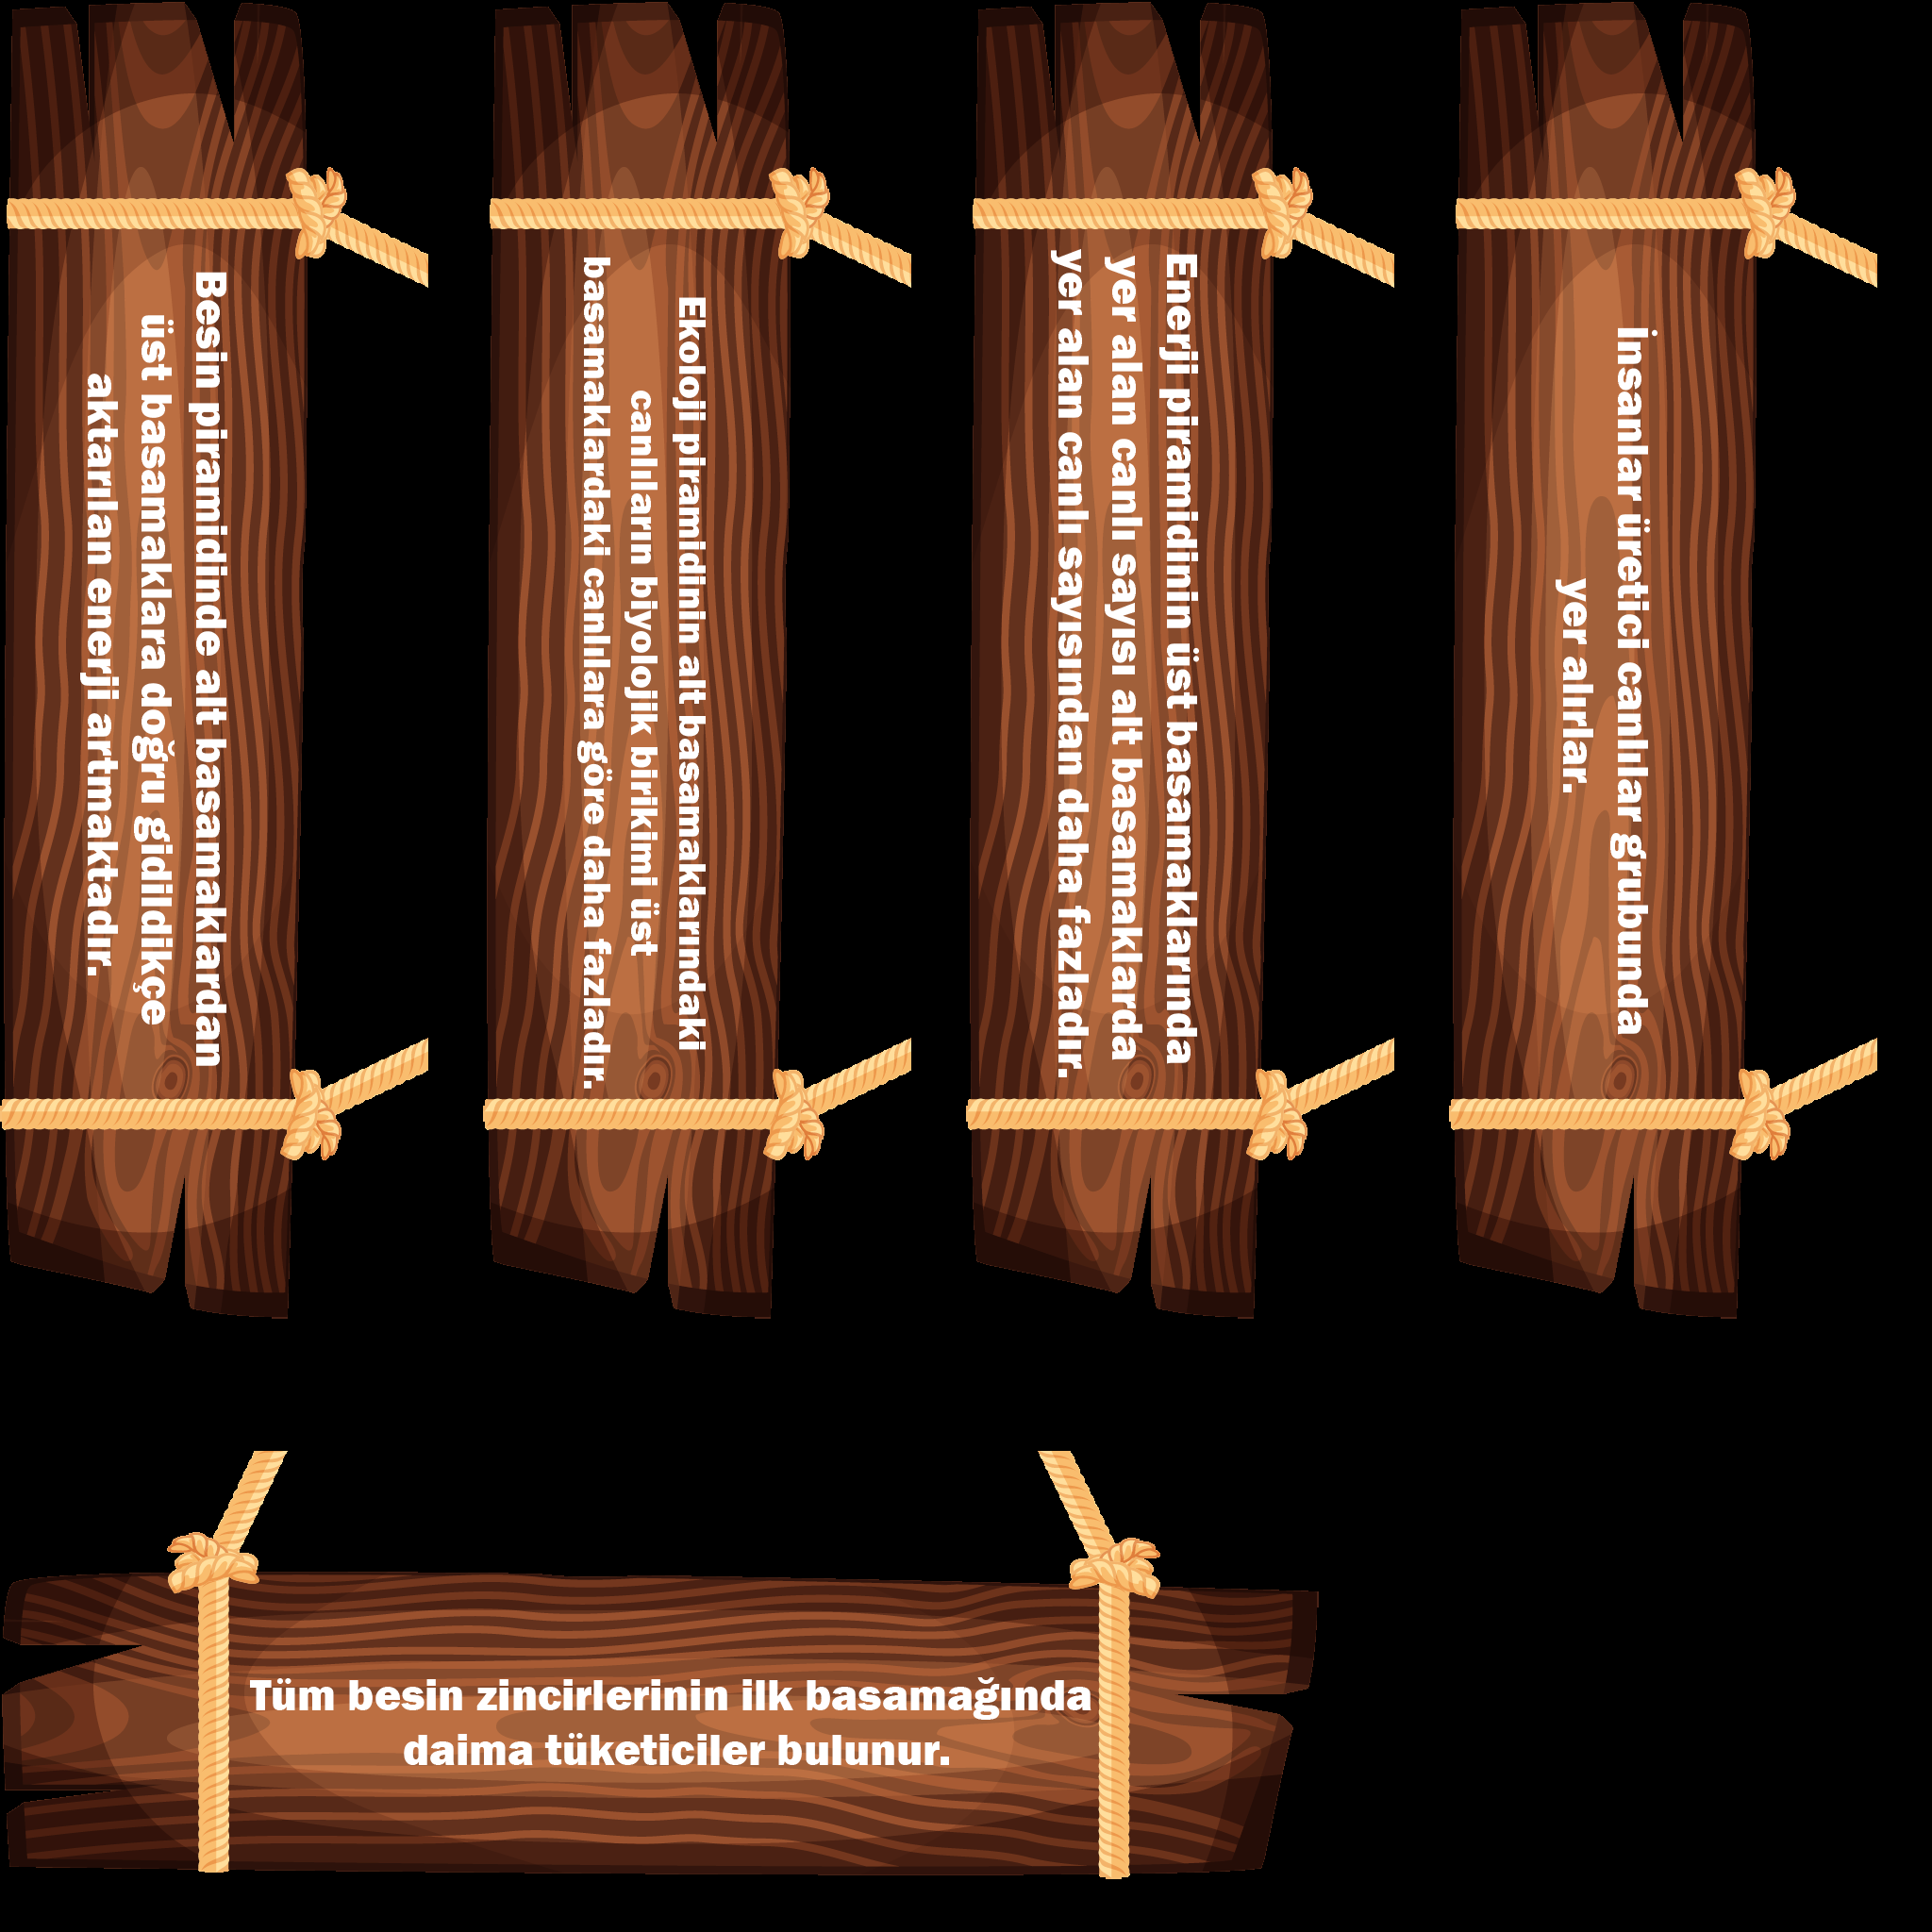 Besin piramidinde alt basamaklardan
üst basamaklara doğru gidildikçe
aktarılan enerji artmaktadır.
Ekoloji piramidinin alt basamaklarındaki
canlıların biyolojik birikimi üst
basamaklardaki canlılara göre daha fazladır.
Enerji piramidinin üst basamaklarında
yer alan canlı sayısı alt basamaklarda
yer alan canlı sayısından daha fazladır.
İnsanlar üretici canlılar grubunda
yer alırlar.
Tüm besin zincirlerinin ilk basamağında
daima tüketiciler bulunur.